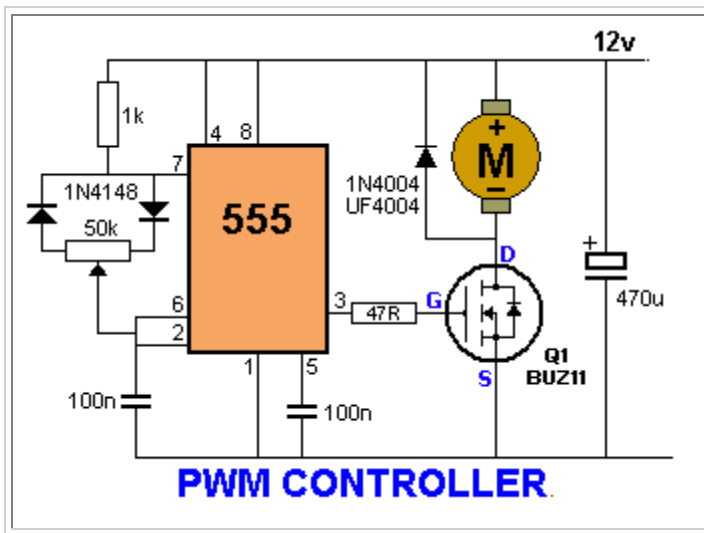 12v
1k
4
8
7
1N4148
50k
555
+
M
–
1N4004
UF4004
D
+
470u
6
2
3
47R
G
Q1
BUZ11
S
1
5
100n
100n
PWM CONTROLLER.